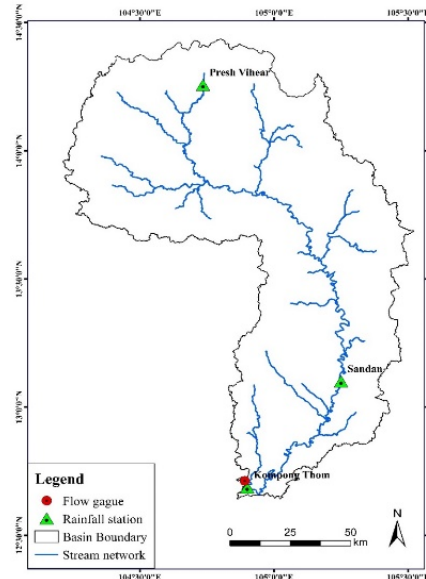 104°30'0"E 105°0'0"E 105°30'0"E
14°30'0"N
14°0'0"N
13°30'0"N
13°0'0"N
12°30'0"N
Presh Vihear
Sandan
Kompong Thom
Legend
Flow gague
Rainfall station
Basin Boundary
Stream network
N
0 25 50
km
104°30'0"E 105°0'0"E 105°30'0"E